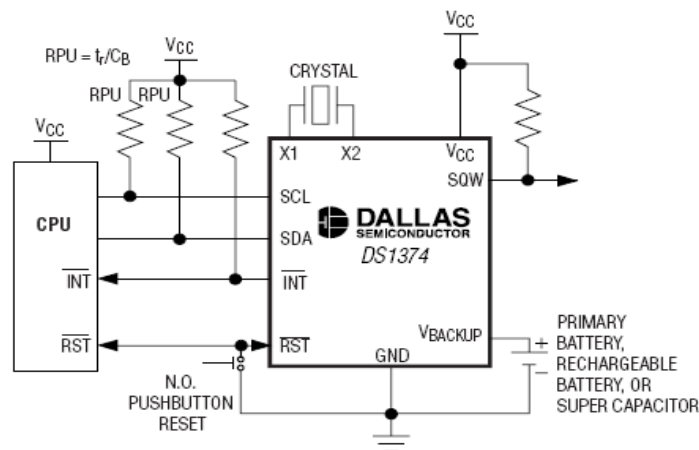 RPU = tr/CB
VCC
VCC
CRYSTAL
RPU
RPU
VCC
X1
X2
VCC
SQW
CPU
SCL
DALLAS
SEMICONDUCTOR
DS1374
SDA
INT
INT
RST
RST
VBACKUP
GND
N.O.
PUSHBUTTON
RESET
+
PRIMARY
BATTERY,
RECHARGEABLE
BATTERY, OR
SUPER CAPACITOR
−